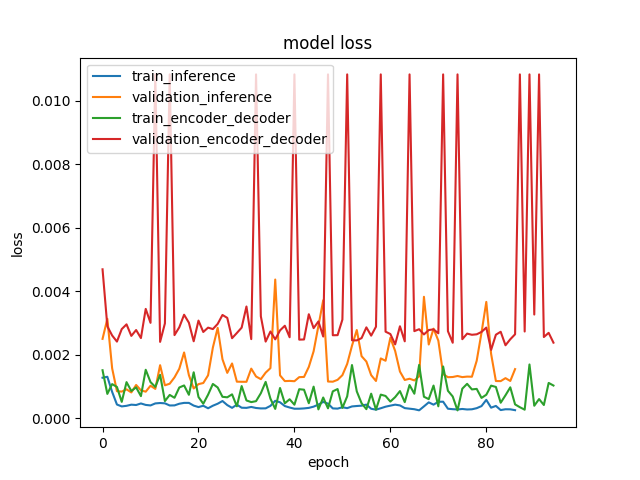 model loss
train_inference
validation_inference
train_encoder_decoder
validation_encoder_decoder
loss
0.010
0.008
0.006
0.004
0.002
0.000
0 20 40 60 80
epoch